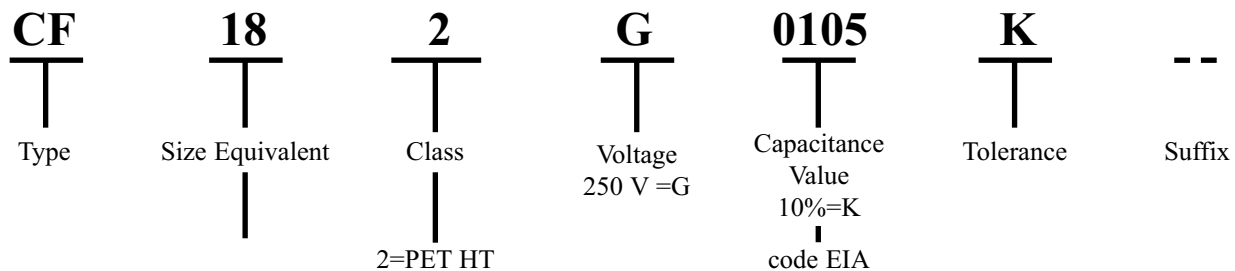 CF 18 2 G 0105 K --
Type Size Equivalent Class Voltage Capacitance Tolerance Suffix
250 V =G Value
10%=K
2=PET HT code EIA